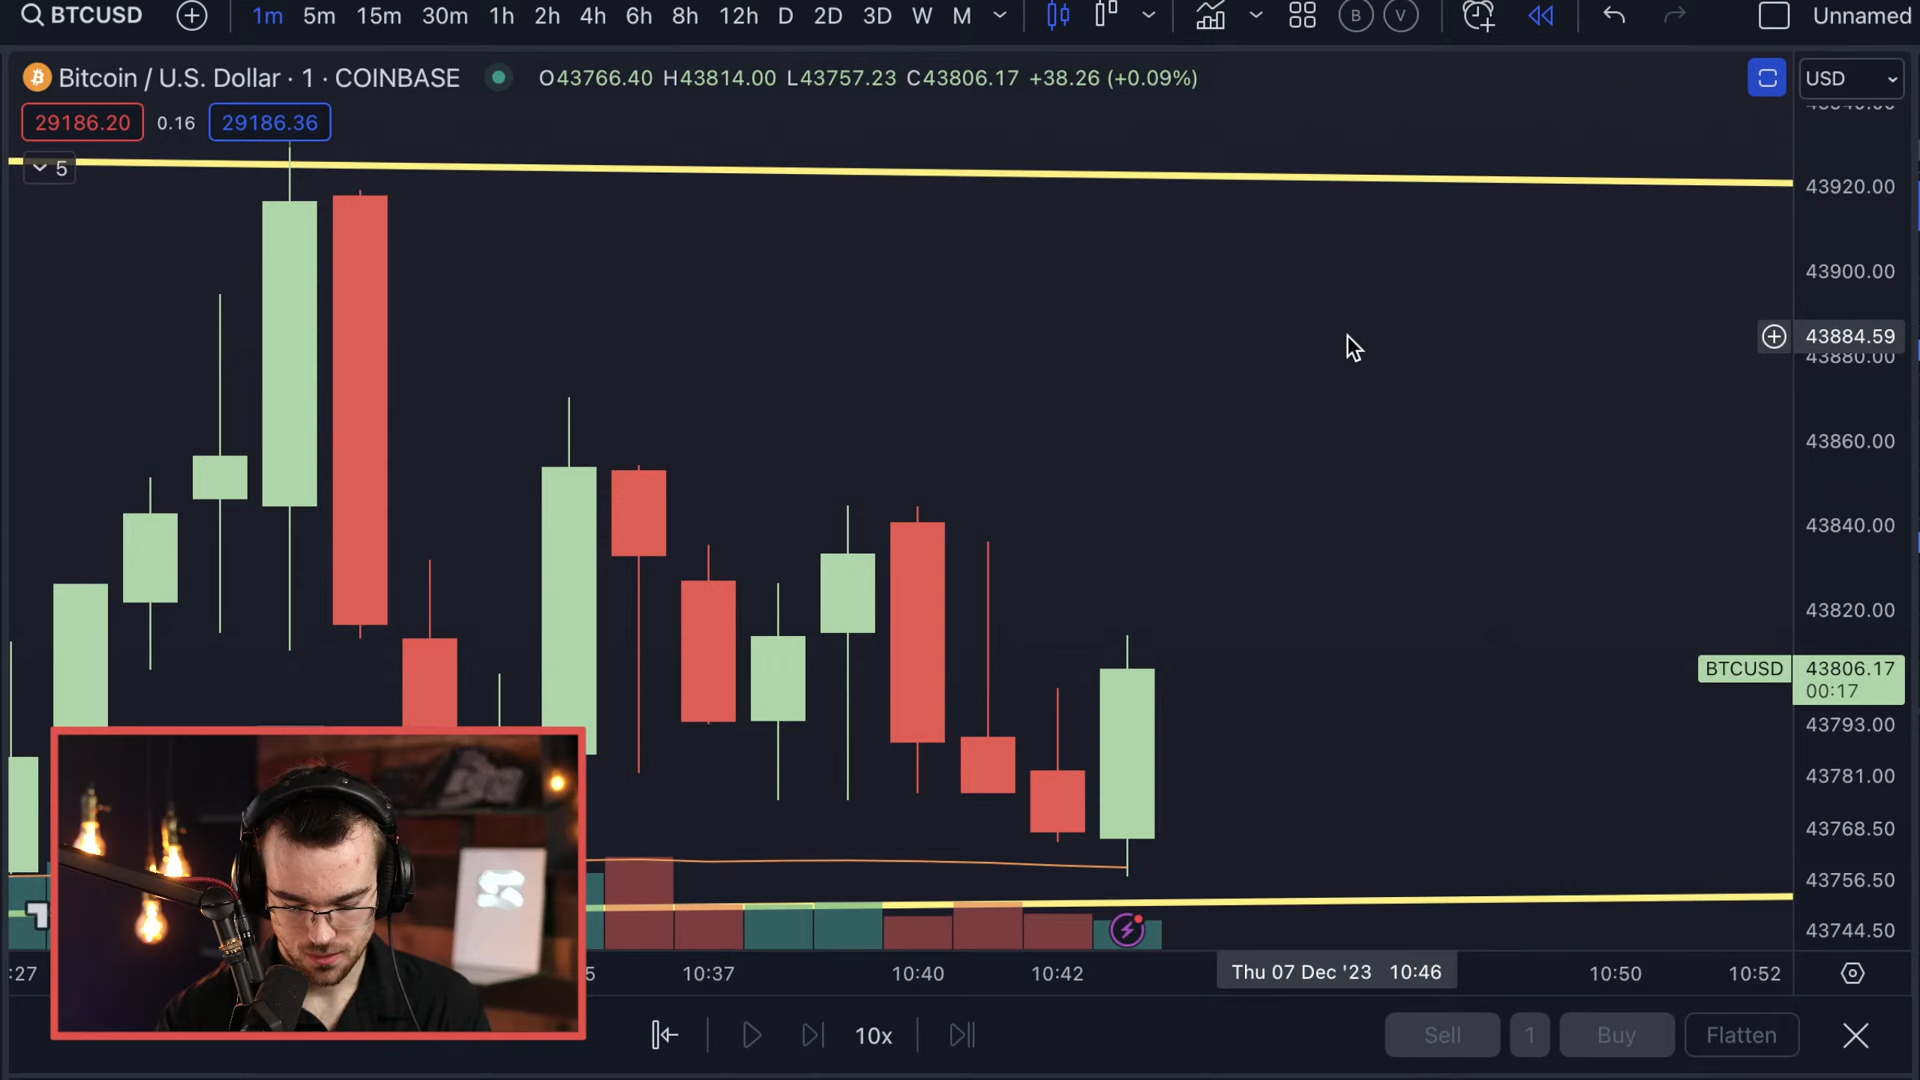 BTCUSD 1m 5m 15m 30m 1h 2h 4h 6h 8h 12h D 2D 3D W M B V Unnamed
Bitcoin / U.S. Dollar · 1 · COINBASE O43766.40 H43814.00 L43757.23 C43806.17 +38.26 (+0.09%) USD
29186.20 0.16 29186.36
5
43920.00
43900.00
43884.59
43880.00
43860.00
43840.00
43820.00
BTCUSD 43806.17
00:17
43793.00
43781.00
43768.50
43756.50
43744.50
:27 5 10:37 10:40 10:42 Thu 07 Dec '23 10:46 10:50 10:52
10x Sell 1 Buy Flatten